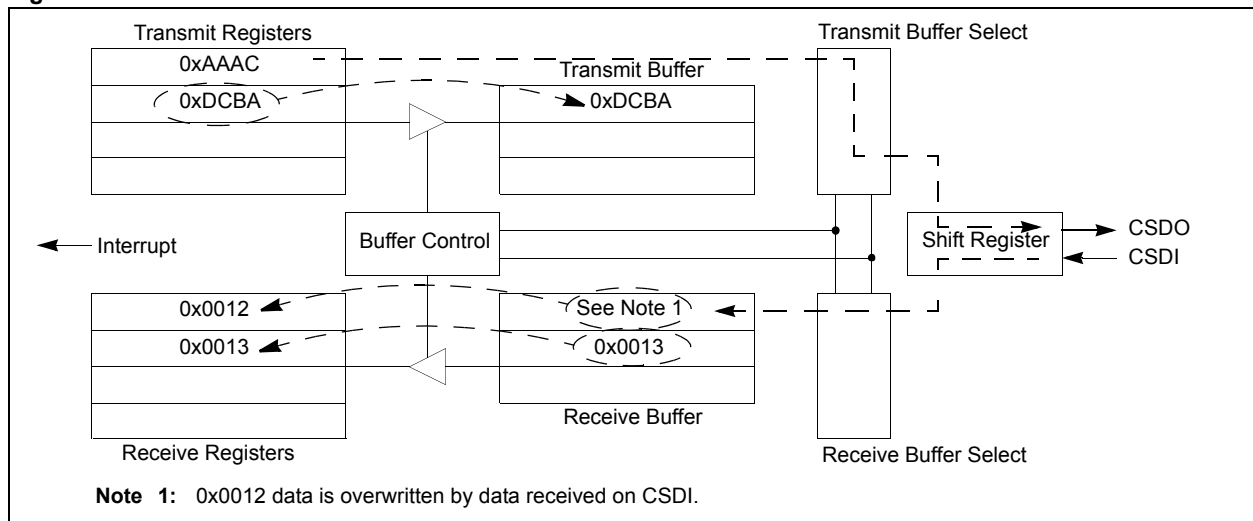 Transmit Registers
Transmit Buffer Select
0xAAAC
Transmit Buffer
0xDCBA
0xDCBA
Interrupt
Buffer Control
Shift Register
CSDO
CSDI
0x0012
See Note 1
0x0013
0x0013
Receive Buffer
Receive Registers
Receive Buffer Select
Note 1: 0x0012 data is overwritten by data received on CSDI.